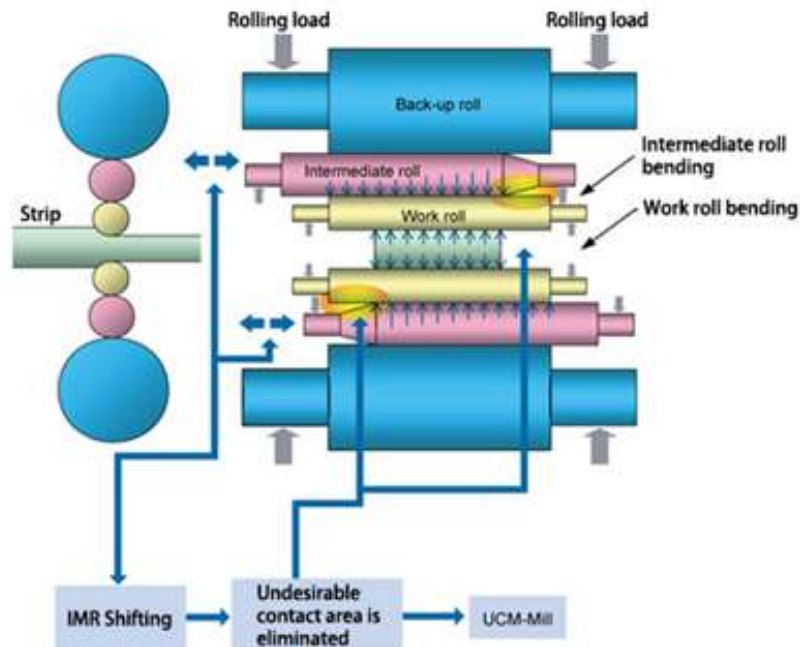 Rolling load
Rolling load
Back-up roll
Intermediate roll
bending
Intermediate roll
Strip
Work roll
Work roll bending
IMR Shifting
Undesirable
contact area is
eliminated
UCM-Mill